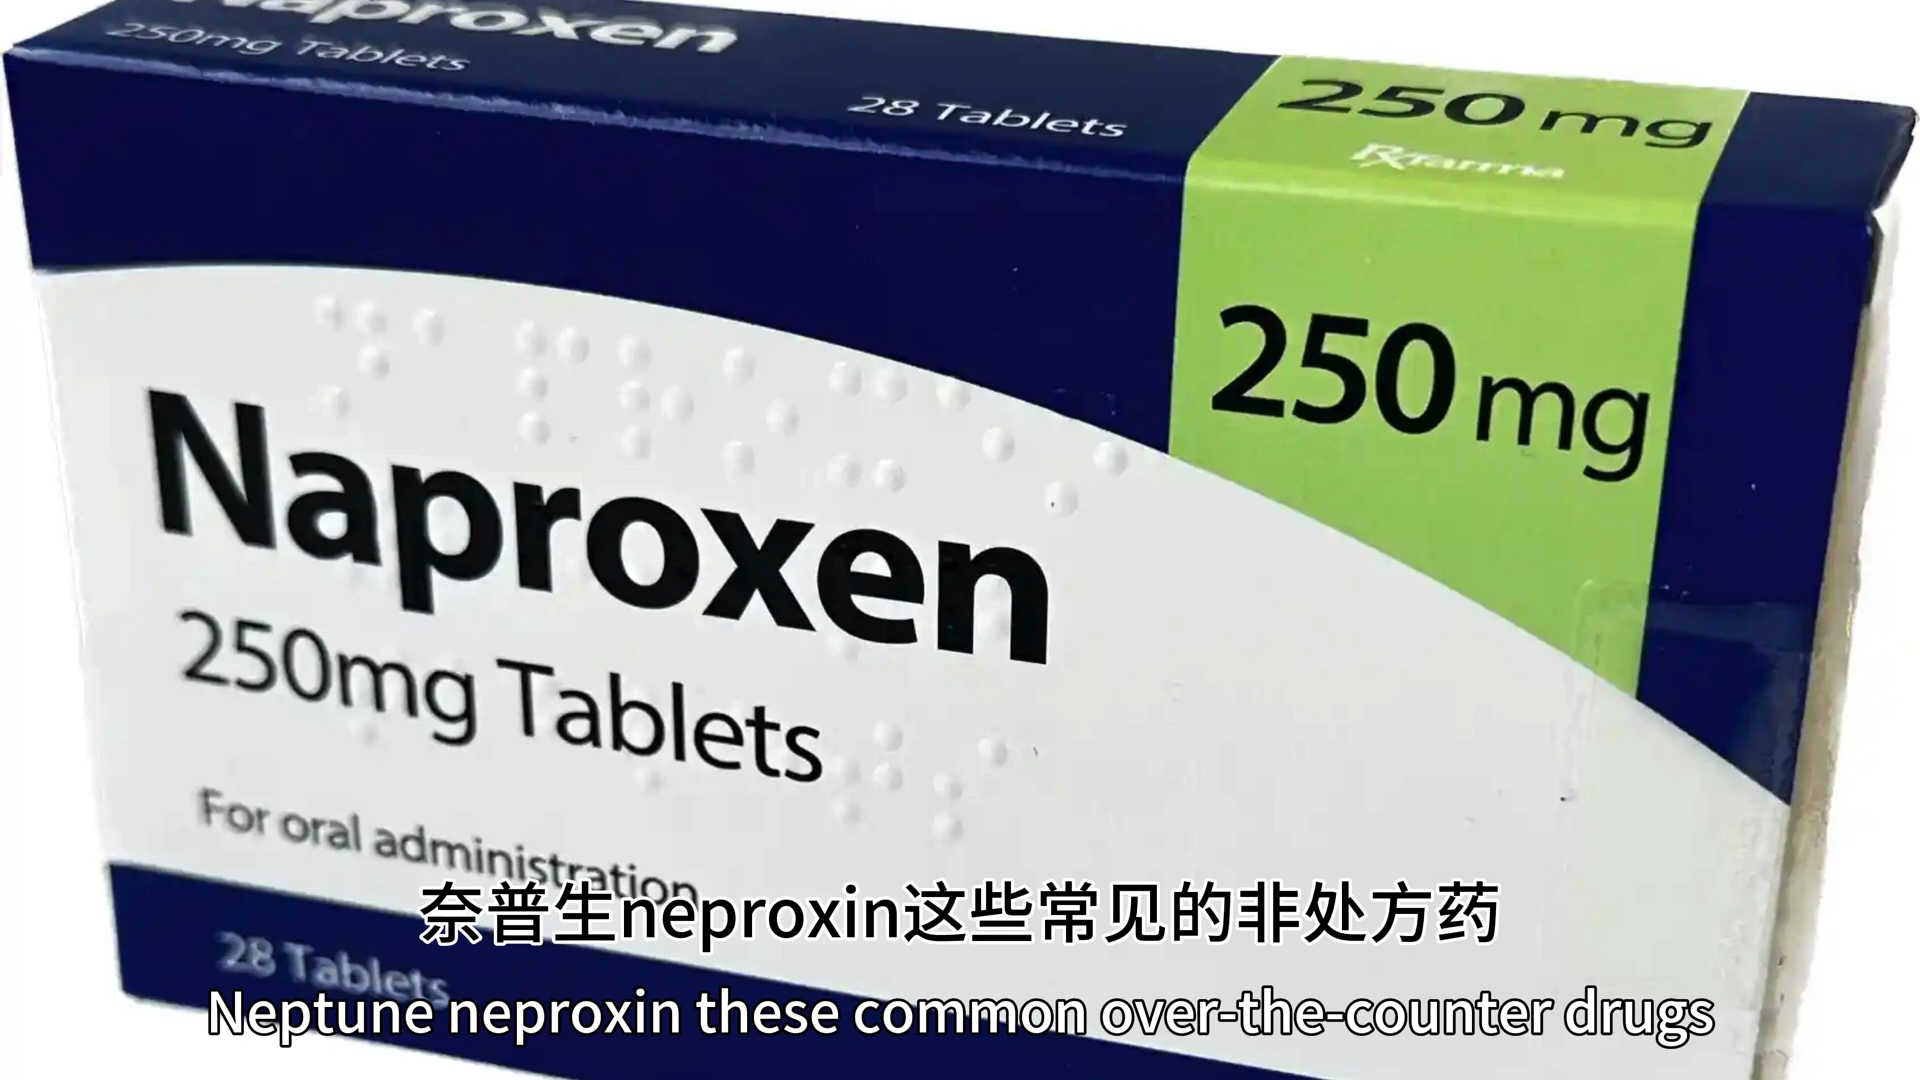 Naproxen
250mg Tablets
28 Tablets
250 mg
Rxfarma
250 mg
Naproxen
250mg Tablets
For oral administration
28 Tablets
奈普生neproxin这些常见的非处方药
Neptune neproxin these common over-the-counter drugs